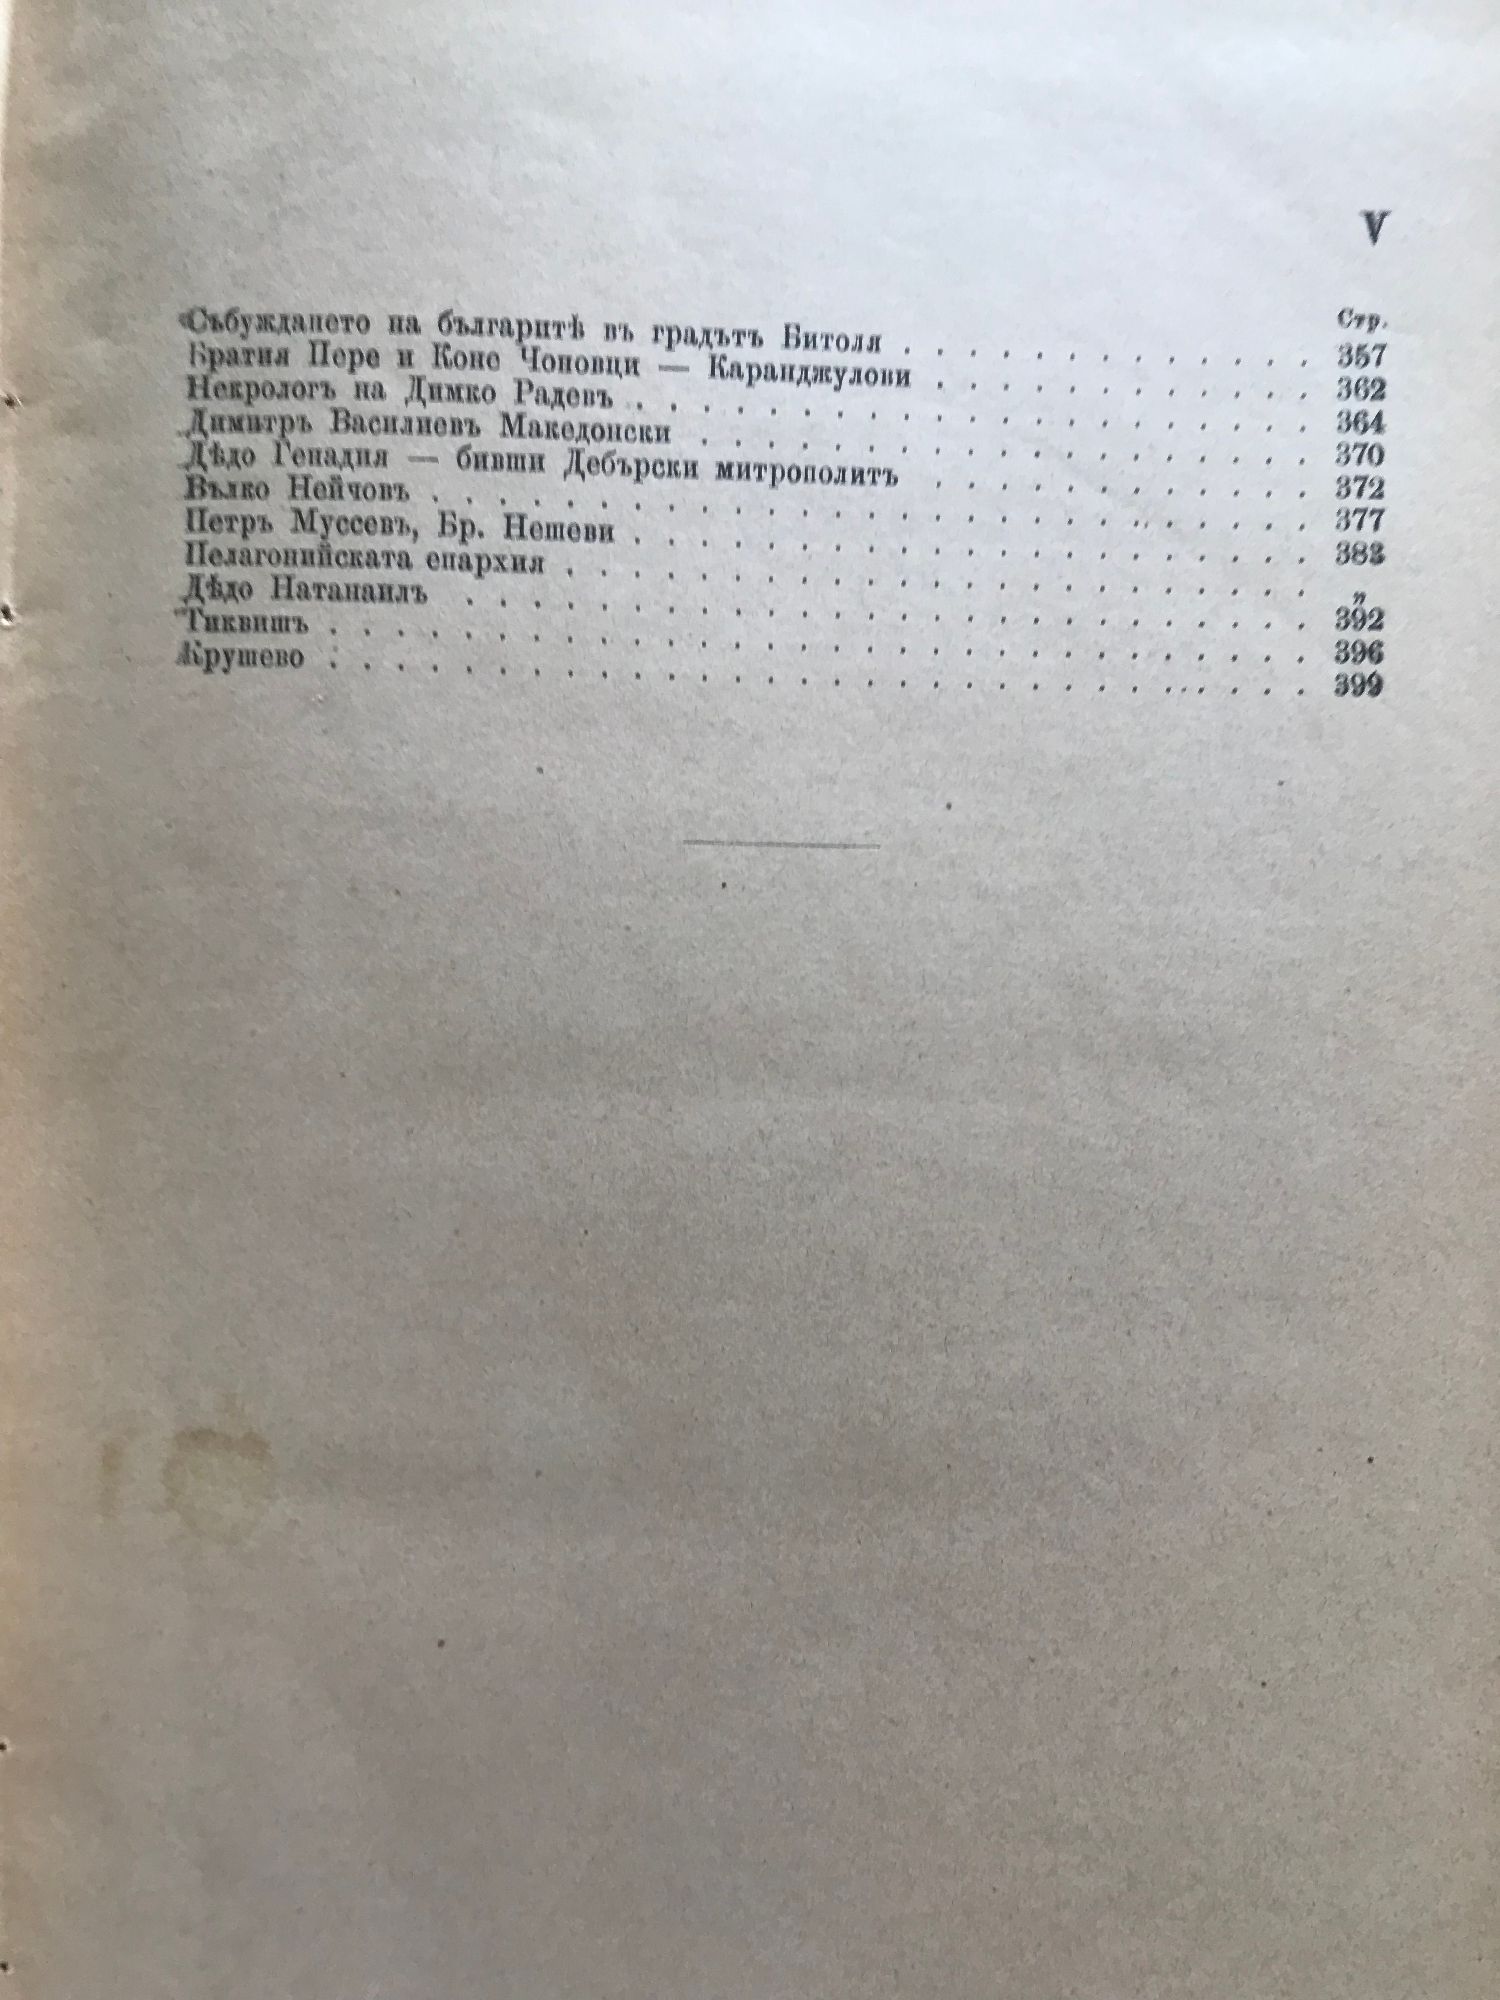 V
Стр.
Събуждането на българитѣ въ градътъ Битоля . . . . . . . . . . . . . 357
Братия Пере и Коне Чоновци — Каранджулови . . . . . . . . . . . . 362
Некрологъ на Димко Радевъ . . . . . . . . . . . . . . . . . . . . . 364
Димитръ Василиевъ Македонски . . . . . . . . . . . . . . . . . . . 370
Дѣдо Генадия — бивши Дебърски митрополитъ . . . . . . . . . . . . 372
Вълко Нейчовъ . . . . . . . . . . . . . . . . . . . . . . . . . . . 377
Петръ Муссевъ, Бр. Нешеви . . . . . . . . . . . . . . . . . . . . . 383
Пелагонийската епархия . . . . . . . . . . . . . . . . . . . . . . . „
Дѣдо Натанаилъ . . . . . . . . . . . . . . . . . . . . . . . . . . 392
Тиквишъ . . . . . . . . . . . . . . . . . . . . . . . . . . . . . . 396
Крушево . . . . . . . . . . . . . . . . . . . . . . . . . . . . . . 399